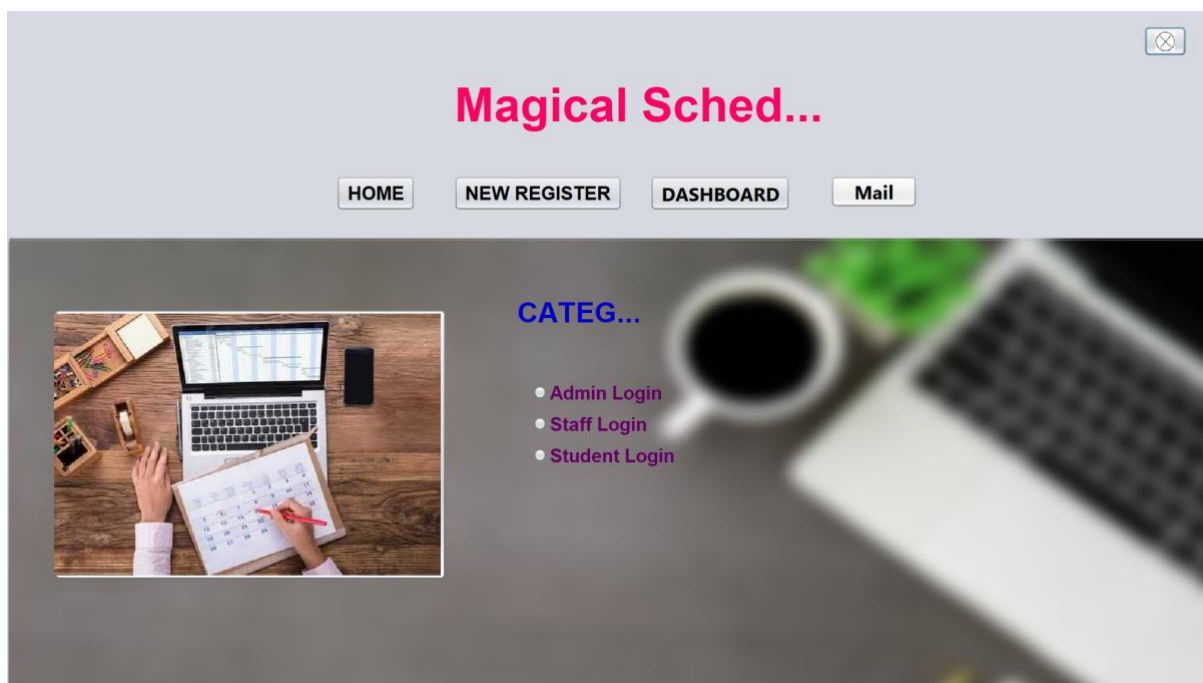 Magical Sched...
HOME NEW REGISTER DASHBOARD Mail
CATEG...
Admin Login
Staff Login
Student Login